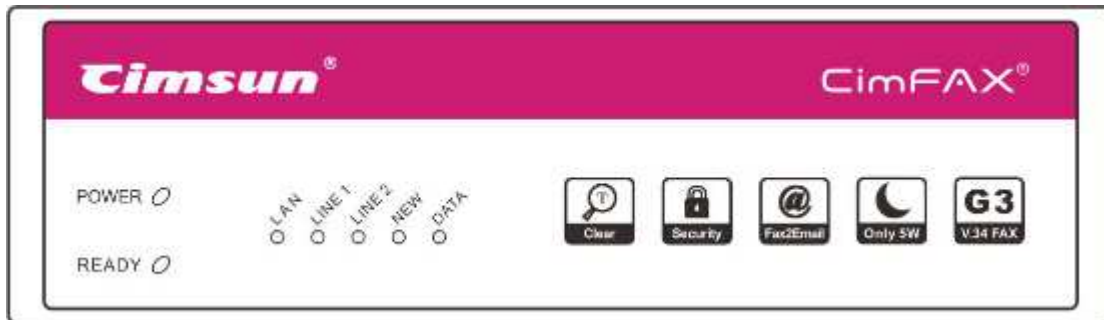 Cimsun®
CimFAX®
POWER
READY
LAN
LINE 1
LINE 2
NEW
DATA
T
Clear
Security
@
Fax2Email
Only 5W
G3
V.34 FAX